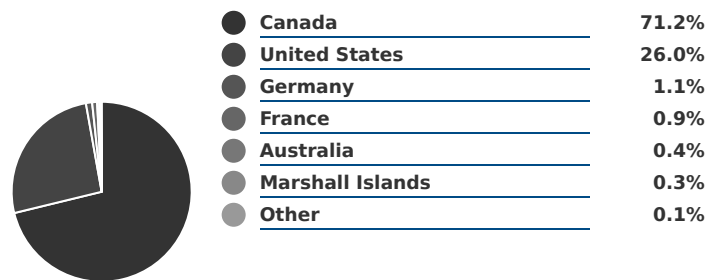 Canada 71.2%
United States 26.0%
Germany 1.1%
France 0.9%
Australia 0.4%
Marshall Islands 0.3%
Other 0.1%